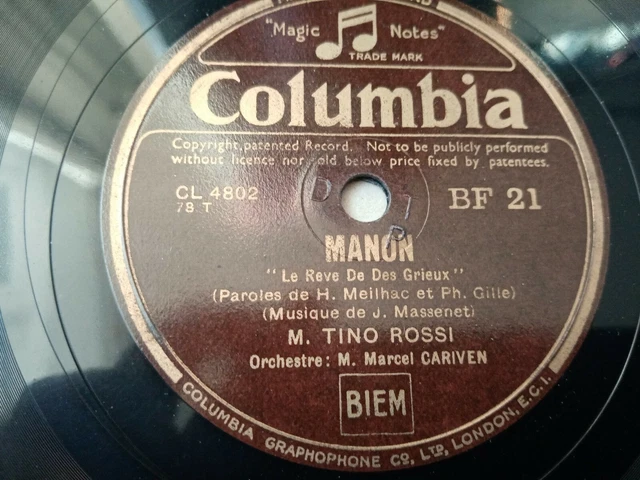 "Magic Notes"
TRADE MARK
Columbia
Copyright, patented Record. Not to be publicly performed
without licence nor sold below price fixed by patentees.
CL 4802
78 T
BF 21
MANON
"Le Reve De Des Grieux"
(Paroles de H. Meilhac et Ph. Gille)
(Musique de J. Massenet)
M. TINO ROSSI
Orchestre: M. Marcel CARIVEN
BIEM
COLUMBIA GRAPHOPHONE CO, LTD, LONDON. E.C.1.